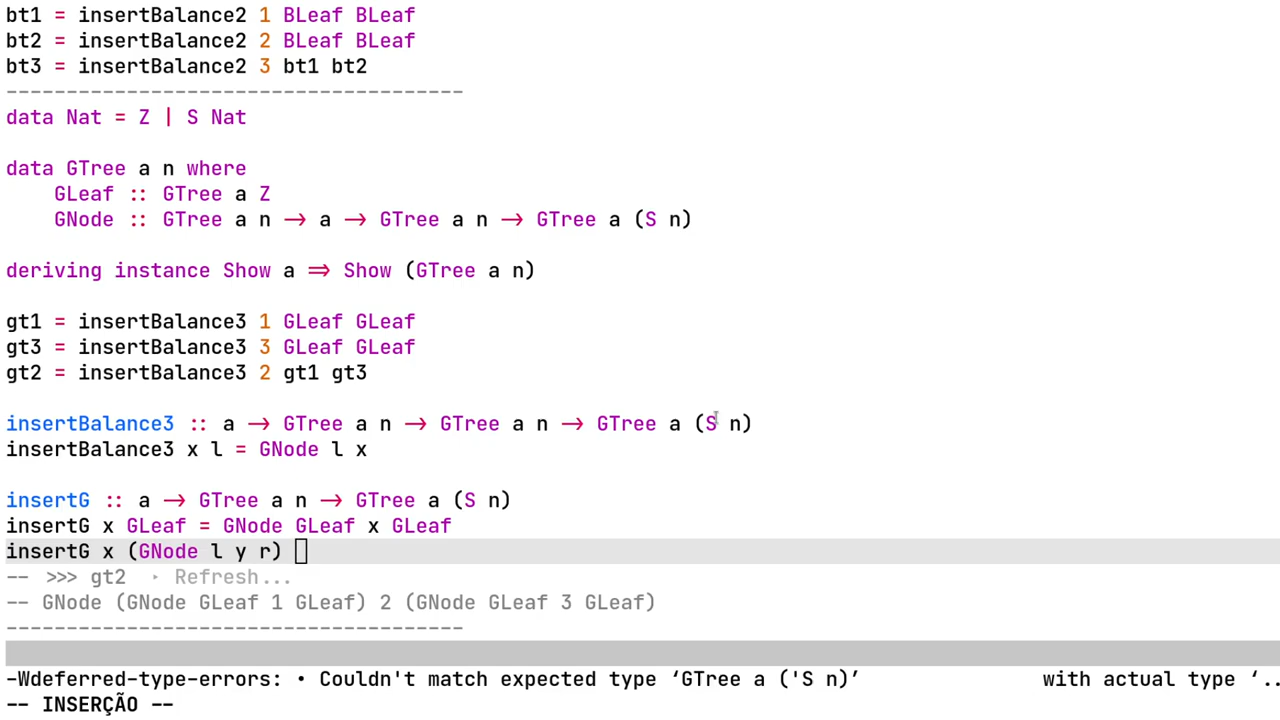 bt1 = insertBalance2 1 BLeaf BLeaf
bt2 = insertBalance2 2 BLeaf BLeaf
bt3 = insertBalance2 3 bt1 bt2
--------------------------------------
data Nat = Z | S Nat
data GTree a n where
    GLeaf :: GTree a Z
    GNode :: GTree a n → a → GTree a n → GTree a (S n)
deriving instance Show a ⇒ Show (GTree a n)
gt1 = insertBalance3 1 GLeaf GLeaf
gt3 = insertBalance3 3 GLeaf GLeaf
gt2 = insertBalance3 2 gt1 gt3
insertBalance3 :: a → GTree a n → GTree a n → GTree a (S n)
insertBalance3 x l = GNode l x
insertG :: a → GTree a n → GTree a (S n)
insertG x GLeaf = GNode GLeaf x GLeaf
insertG x (GNode l y r)
-- >>> gt2 ‣ Refresh...
-- GNode (GNode GLeaf 1 GLeaf) 2 (GNode GLeaf 3 GLeaf)
--------------------------------------
-Wdeferred-type-errors: • Couldn't match expected type ‘GTree a ('S n)’ with actual type ‘..
-- INSERÇÃO --